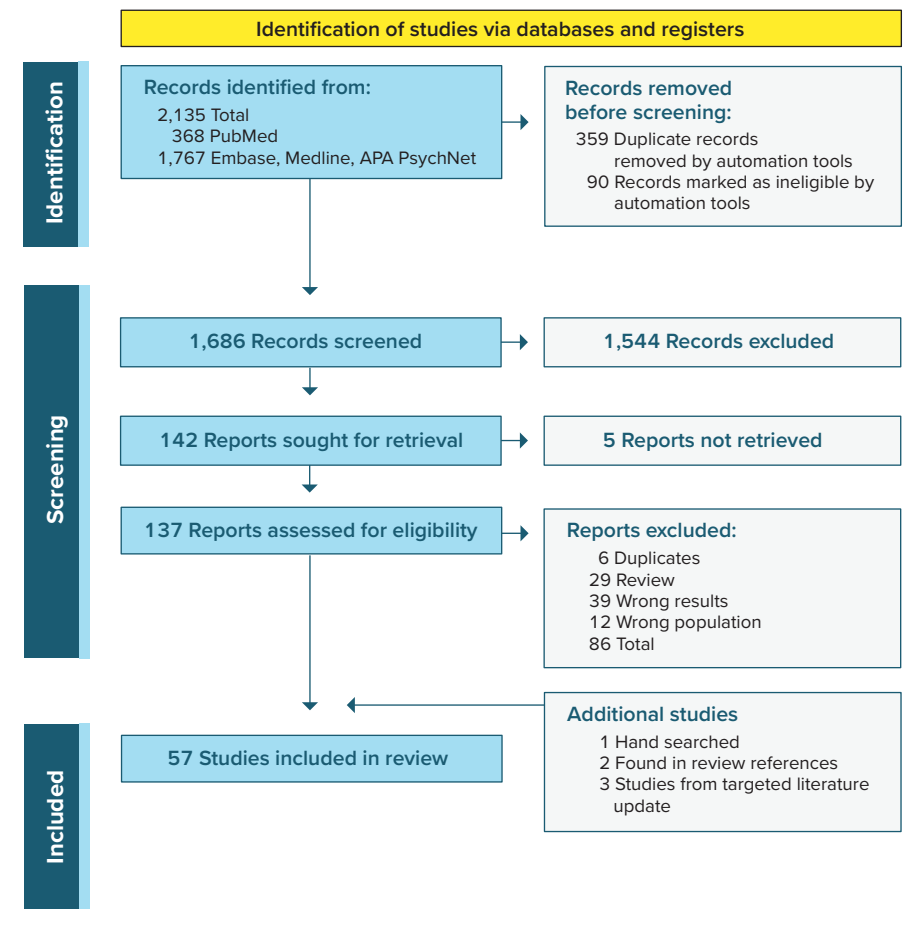 Identification of studies via databases and registers
Identification
Records identified from:
2,135 Total
368 PubMed
1,767 Embase, Medline, APA PsychNet
Records removed
before screening:
359 Duplicate records
removed by automation tools
90 Records marked as ineligible by
automation tools
Screening
1,686 Records screened
1,544 Records excluded
142 Reports sought for retrieval
5 Reports not retrieved
137 Reports assessed for eligibility
Reports excluded:
6 Duplicates
29 Review
39 Wrong results
12 Wrong population
86 Total
Included
57 Studies included in review
Additional studies
1 Hand searched
2 Found in review references
3 Studies from targeted literature
update